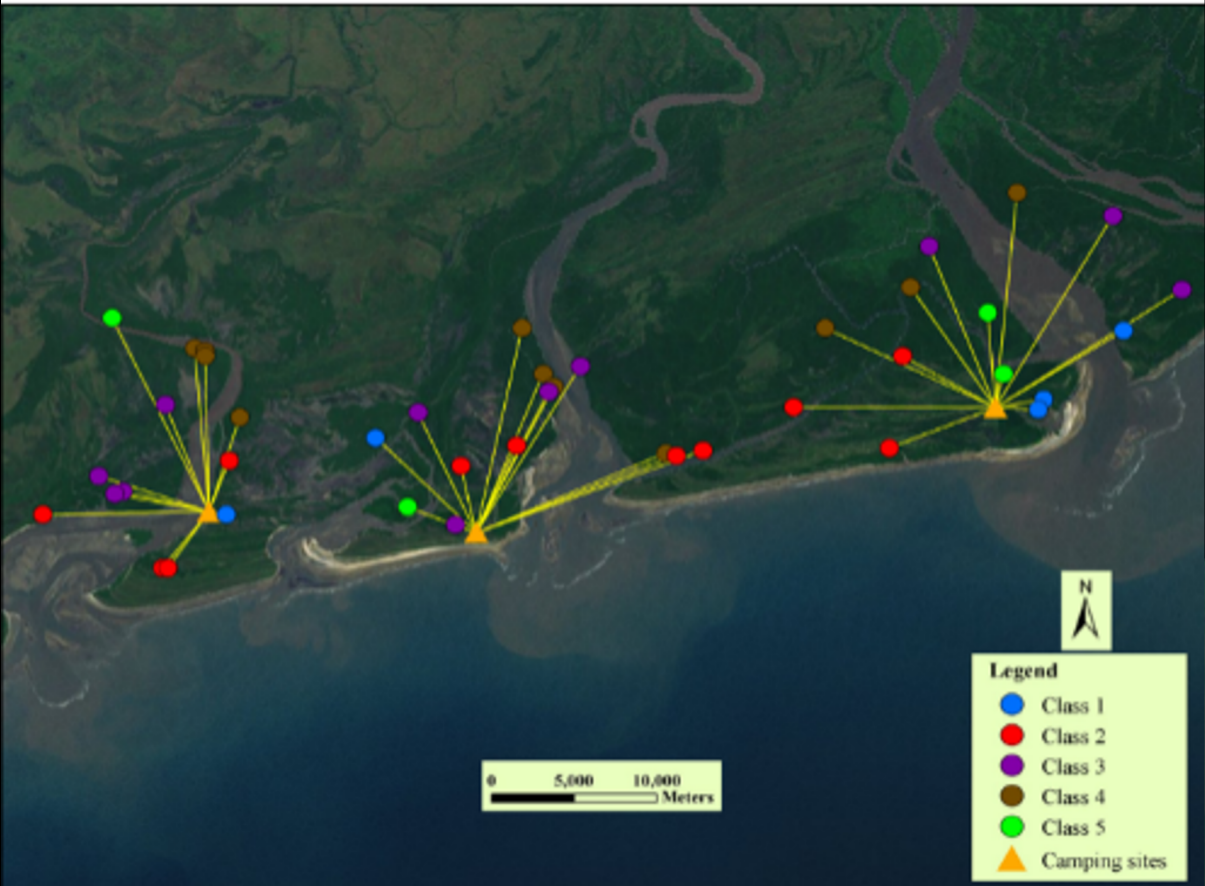 N
Legend
Class 1
Class 2
Class 3
Class 4
Class 5
Camping sites
0 5,000 10,000
Meters